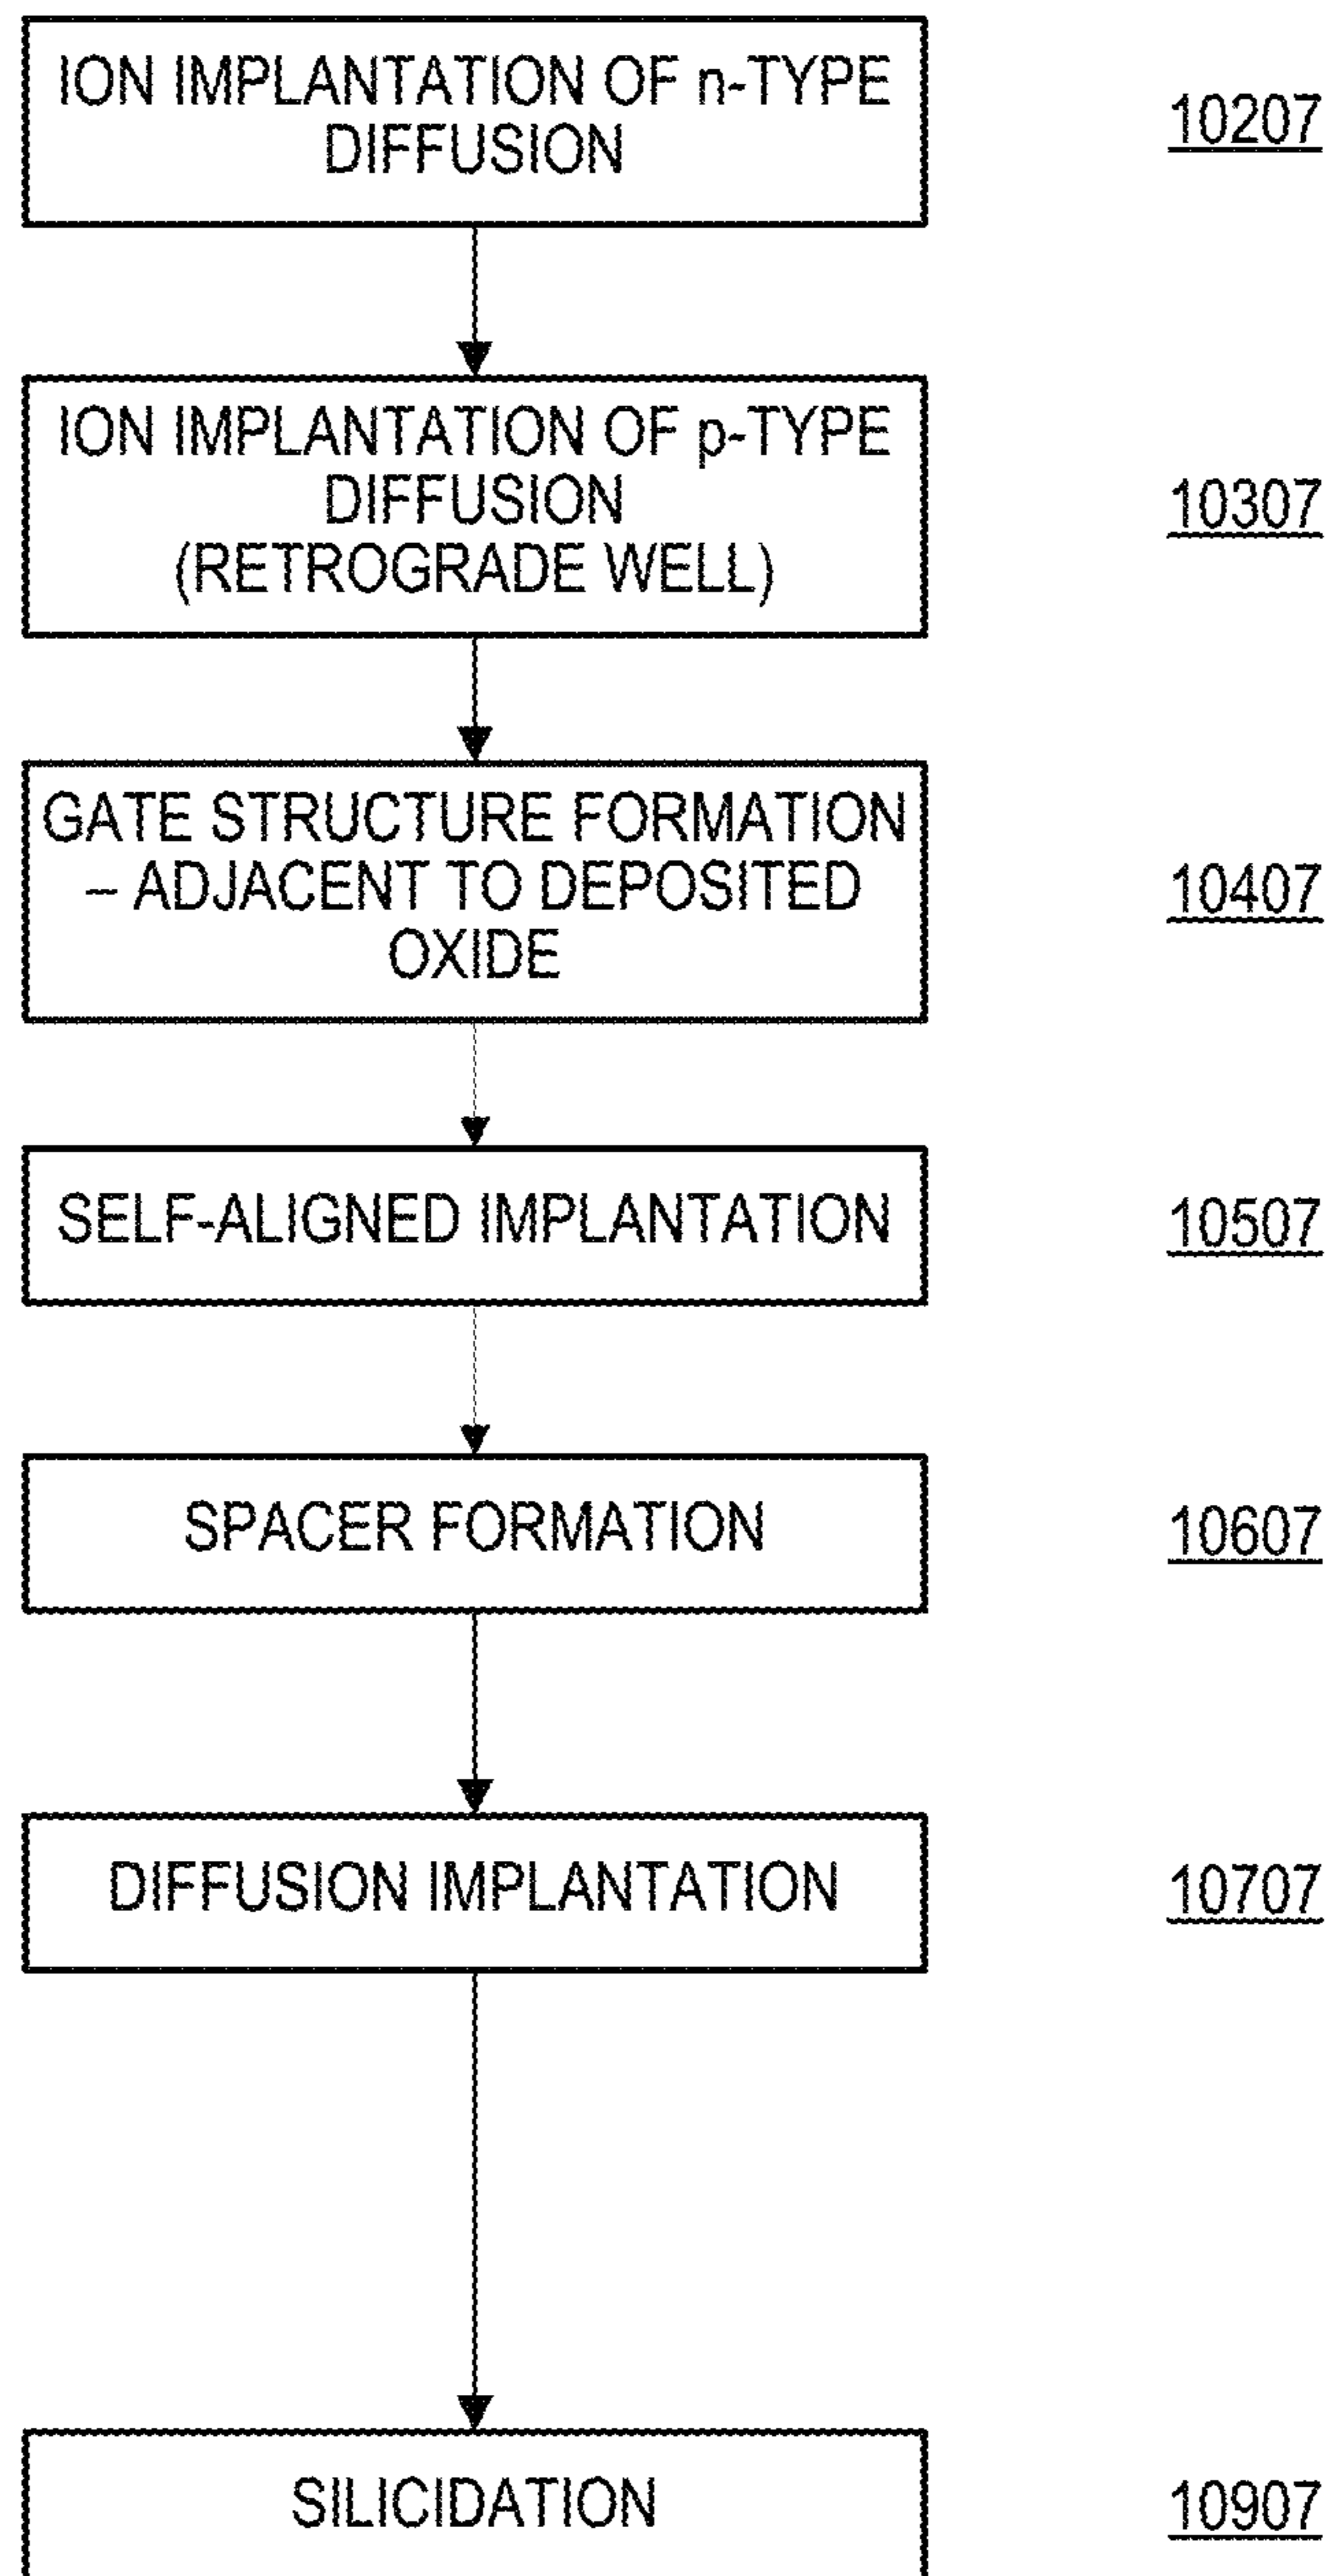 ION IMPLANTATION OF n-TYPE
DIFFUSION
10207
ION IMPLANTATION OF p-TYPE
DIFFUSION
(RETROGRADE WELL)
10307
GATE STRUCTURE FORMATION
– ADJACENT TO DEPOSITED
OXIDE
10407
SELF-ALIGNED IMPLANTATION
10507
SPACER FORMATION
10607
DIFFUSION IMPLANTATION
10707
SILICIDATION
10907